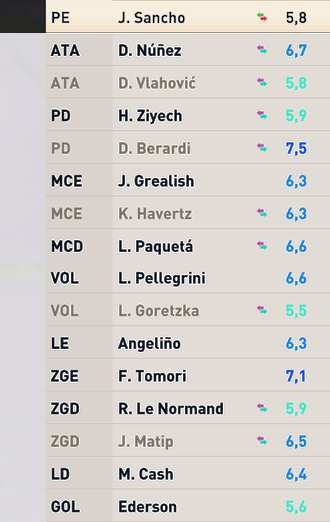 PE J. Sancho 5,8
ATA D. Núñez 6,7
ATA D. Vlahović 5,8
PD H. Ziyech 5,9
PD D. Berardi 7,5
MCE J. Grealish 6,3
MCE K. Havertz 6,3
MCD L. Paquetá 6,6
VOL L. Pellegrini 6,6
VOL L. Goretzka 5,5
LE Angeliño 6,3
ZGE F. Tomori 7,1
ZGD R. Le Normand 5,9
ZGD J. Matip 6,5
LD M. Cash 6,4
GOL Ederson 5,6